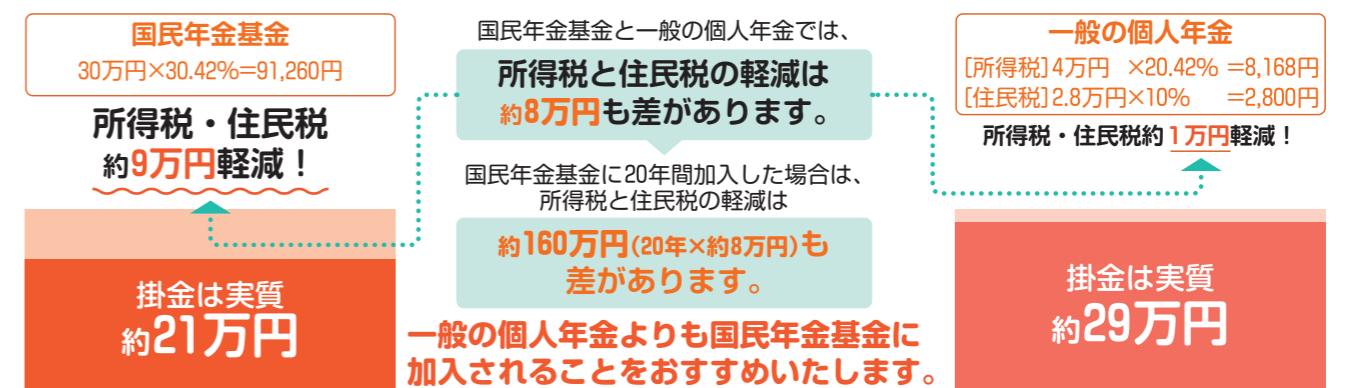 国民年金基金
30万円×30.42%=91,260円
所得税・住民税
約9万円軽減！
掛金は実質
約21万円
国民年金基金と一般の個人年金では、
所得税と住民税の軽減は
約8万円も差があります。
国民年金基金に20年間加入した場合は、
所得税と住民税の軽減は
約160万円(20年×約8万円)も
差があります。
一般の個人年金よりも国民年金基金に
加入されることをおすすめいたします。
一般の個人年金
[所得税]4万円 ×20.42% =8,168円
[住民税]2.8万円×10% =2,800円
所得税・住民税約1万円軽減！
掛金は実質
約29万円